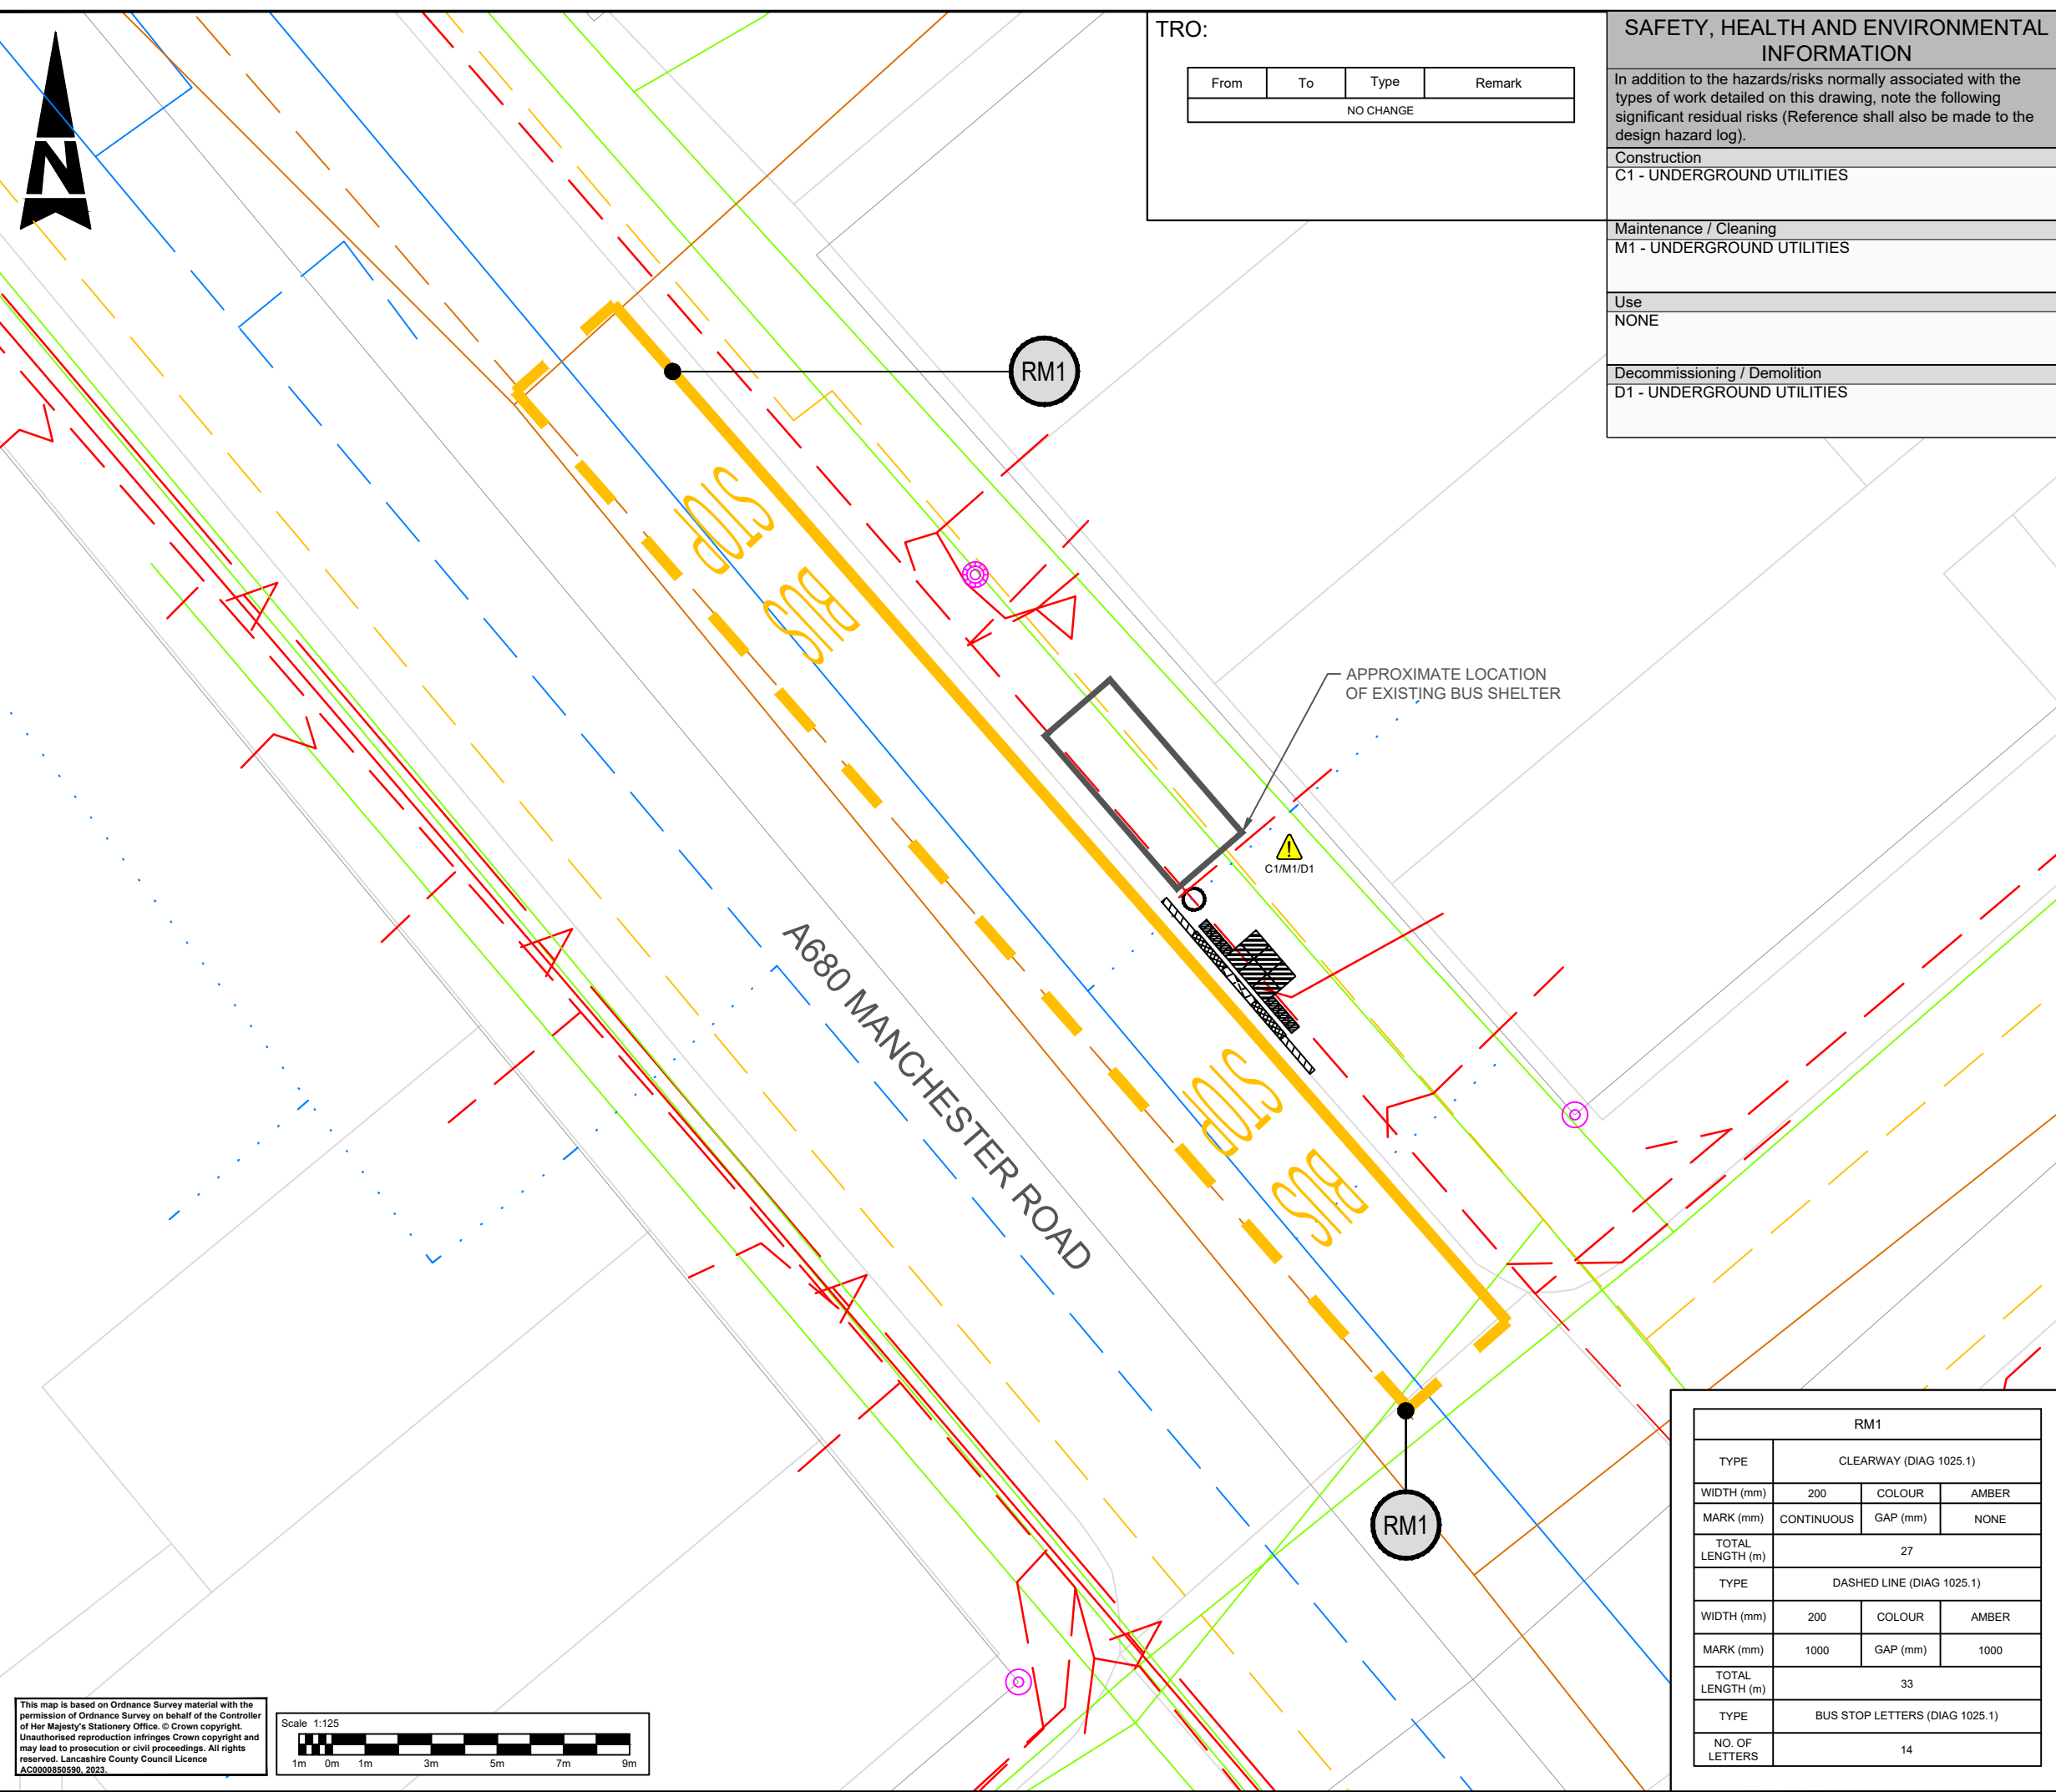 TRO:
From To Type Remark
NO CHANGE
SAFETY, HEALTH AND ENVIRONMENTAL
INFORMATION
In addition to the hazards/risks normally associated with the
types of work detailed on this drawing, note the following
significant residual risks (Reference shall also be made to the
design hazard log).
Construction
C1 - UNDERGROUND UTILITIES
Maintenance / Cleaning
M1 - UNDERGROUND UTILITIES
Use
NONE
Decommissioning / Demolition
D1 - UNDERGROUND UTILITIES
N
RM1
BUS
STOP
APPROXIMATE LOCATION
OF EXISTING BUS SHELTER
C1/M1/D1
A680 MANCHESTER ROAD
BUS
STOP
RM1
RM1
TYPE CLEARWAY (DIAG 1025.1)
WIDTH (mm) 200 COLOUR AMBER
MARK (mm) CONTINUOUS GAP (mm) NONE
TOTAL
LENGTH (m) 27
TYPE DASHED LINE (DIAG 1025.1)
WIDTH (mm) 200 COLOUR AMBER
MARK (mm) 1000 GAP (mm) 1000
TOTAL
LENGTH (m) 33
TYPE BUS STOP LETTERS (DIAG 1025.1)
NO. OF
LETTERS 14
This map is based on Ordnance Survey material with the
permission of Ordnance Survey on behalf of the Controller
of Her Majesty's Stationery Office. © Crown copyright.
Unauthorised reproduction infringes Crown copyright and
may lead to prosecution or civil proceedings. All rights
reserved. Lancashire County Council Licence
AC0000850590, 2023.
Scale 1:125
1m 0m 1m 3m 5m 7m 9m